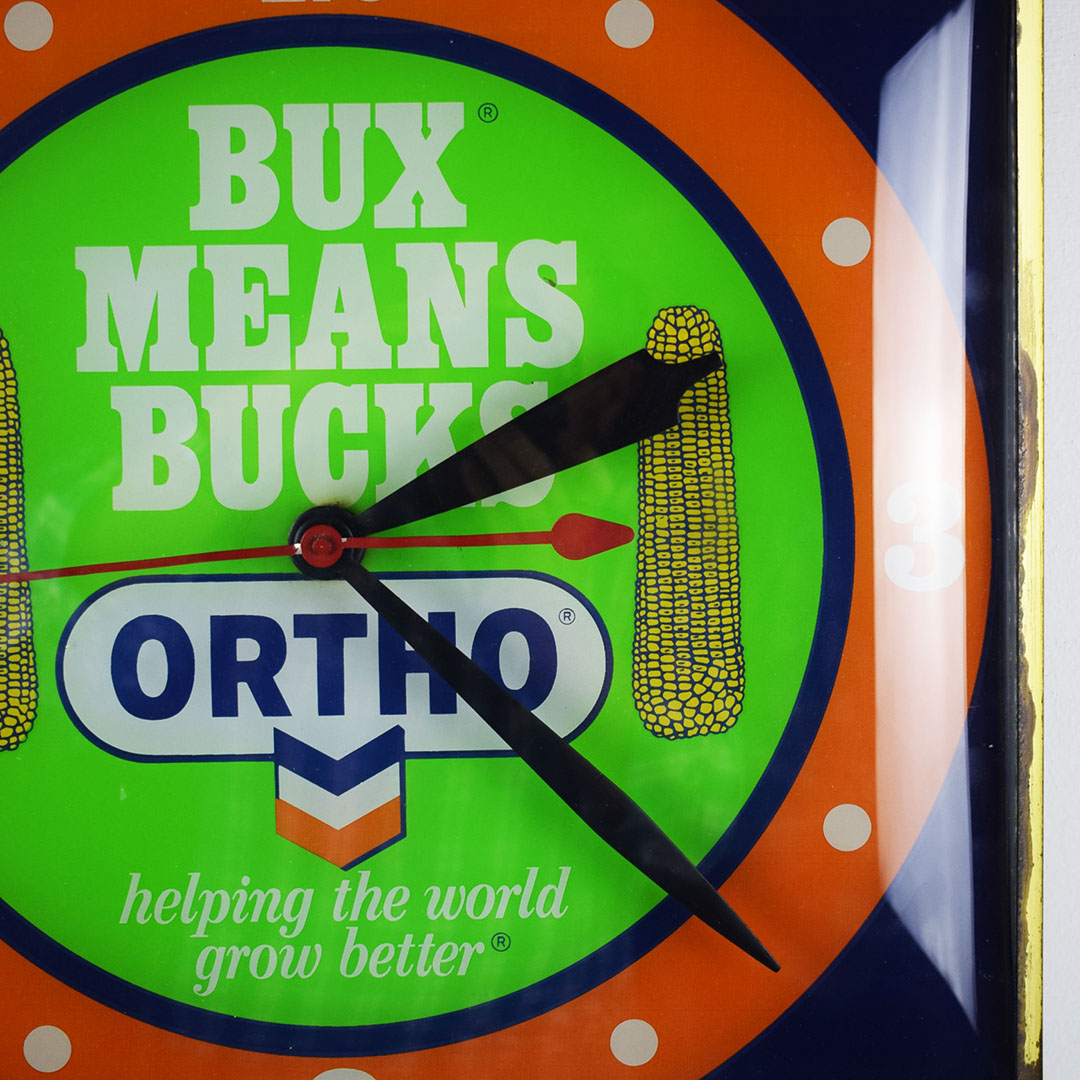 BUX®
MEANS
BUCKS
3
ORTHO®
helping the world
grow better®